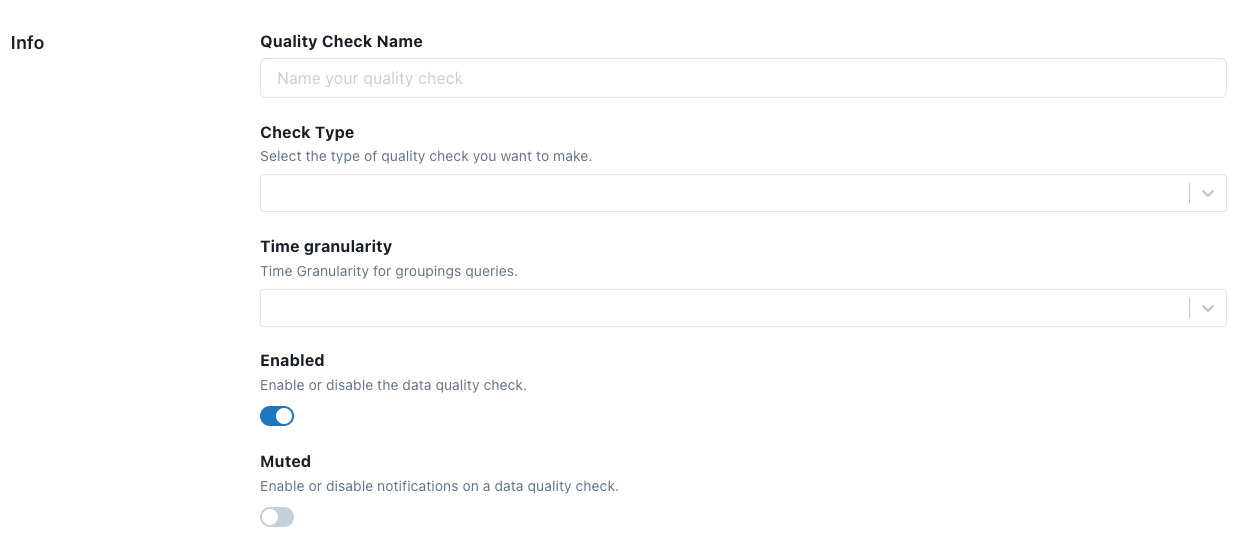 Info
Quality Check Name
Name your quality check
Check Type
Select the type of quality check you want to make.
Time granularity
Time Granularity for groupings queries.
Enabled
Enable or disable the data quality check.
Muted
Enable or disable notifications on a data quality check.